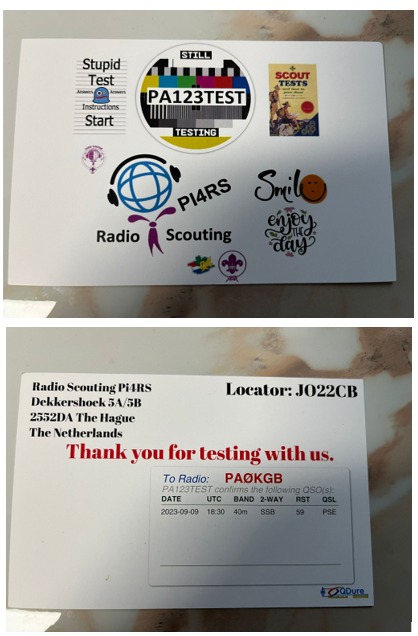 Stupid
Test
Answers Answers
Instructions
Start
STILL
PA123TEST
TESTING
SCOUT
TESTS
PI4RS
Radio Scouting
Smile
enjoy
THE
day
Radio Scouting Pi4RS
Dekkershoek 5A/5B
2552DA The Hague
The Netherlands
Locator: JO22CB
Thank you for testing with us.
To Radio: PAØKGB
PA123TEST confirms the following QSO(s):
DATE UTC BAND 2-WAY RST QSL
2023-09-09 18:30 40m SSB 59 PSE
QDure